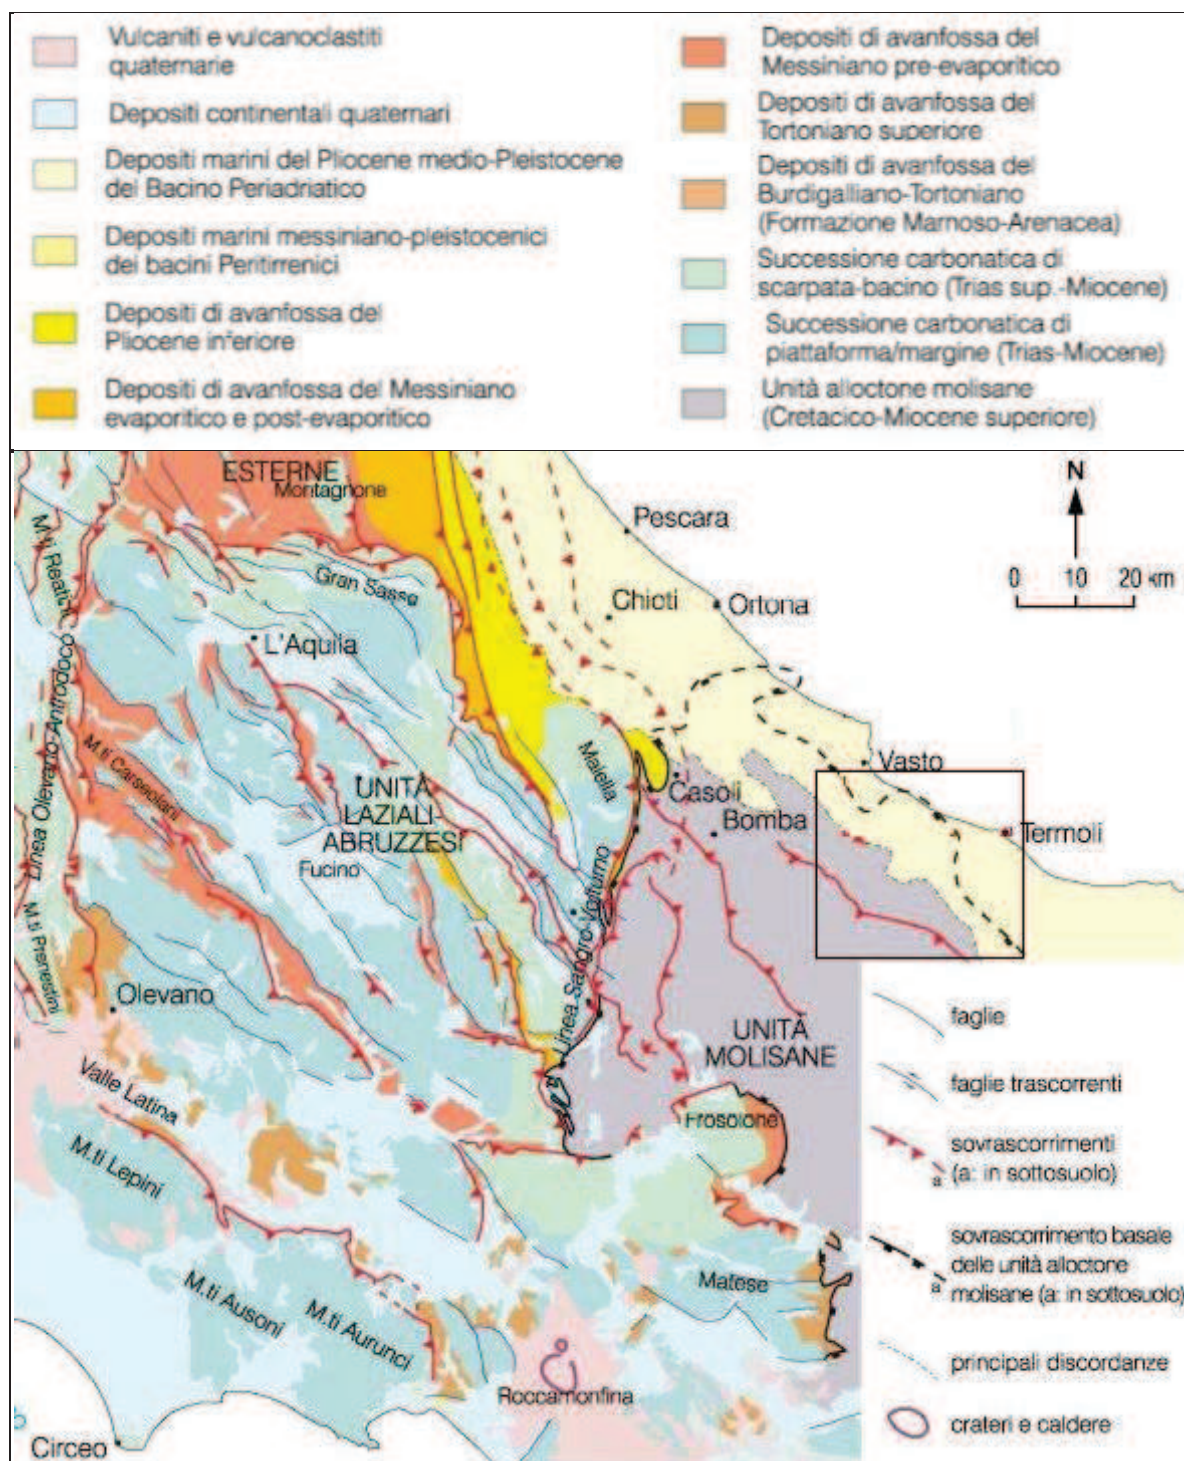 Vulcaniti e vulcanoclastiti
quaternarie
Depositi continentali quaternari
Depositi marini del Pliocene medio-Pleistocene
del Bacino Periadriatico
Depositi marini messiniano-pleistocenici
dei bacini Peritirrenici
Depositi di avanfossa del
Pliocene inferiore
Depositi di avanfossa del Messiniano
evaporitico e post-evaporitico
Depositi di avanfossa del
Messiniano pre-evaporitico
Depositi di avanfossa del
Tortoniano superiore
Depositi di avanfossa del
Burdigalliano-Tortoniano
(Formazione Marnoso-Arenacea)
Successione carbonatica di
scarpata-bacino (Trias sup.-Miocene)
Successione carbonatica di
piattaforma/margine (Trias-Miocene)
Unità alloctone molisane
(Cretacico-Miocene superiore)
ESTERNE
Montagnone
M.ti Reatini
Gran Sasso
Pescara
Chieti
Ortona
N
0 10 20 km
L'Aquila
Linea Olevano-Antrodoco
M.ti Carseolani
UNITÀ
LAZIALI-
ABRUZZESI
Fucino
Maiella
Casoli
Bomba
Vasto
Termoli
Linea Sangro-Volturno
M.ti Prenestini
Olevano
Valle Latina
M.ti Lepini
UNITÀ
MOLISANE
Frosolone
Matese
M.ti Ausoni
M.ti Aurunci
Roccamonfina
Circeo
faglie
faglie trascorrenti
sovrascorrimenti
a (a: in sottosuolo)
sovrascorrimento basale
delle unità alloctone
a molisane (a: in sottosuolo)
principali discordanze
crateri e caldere